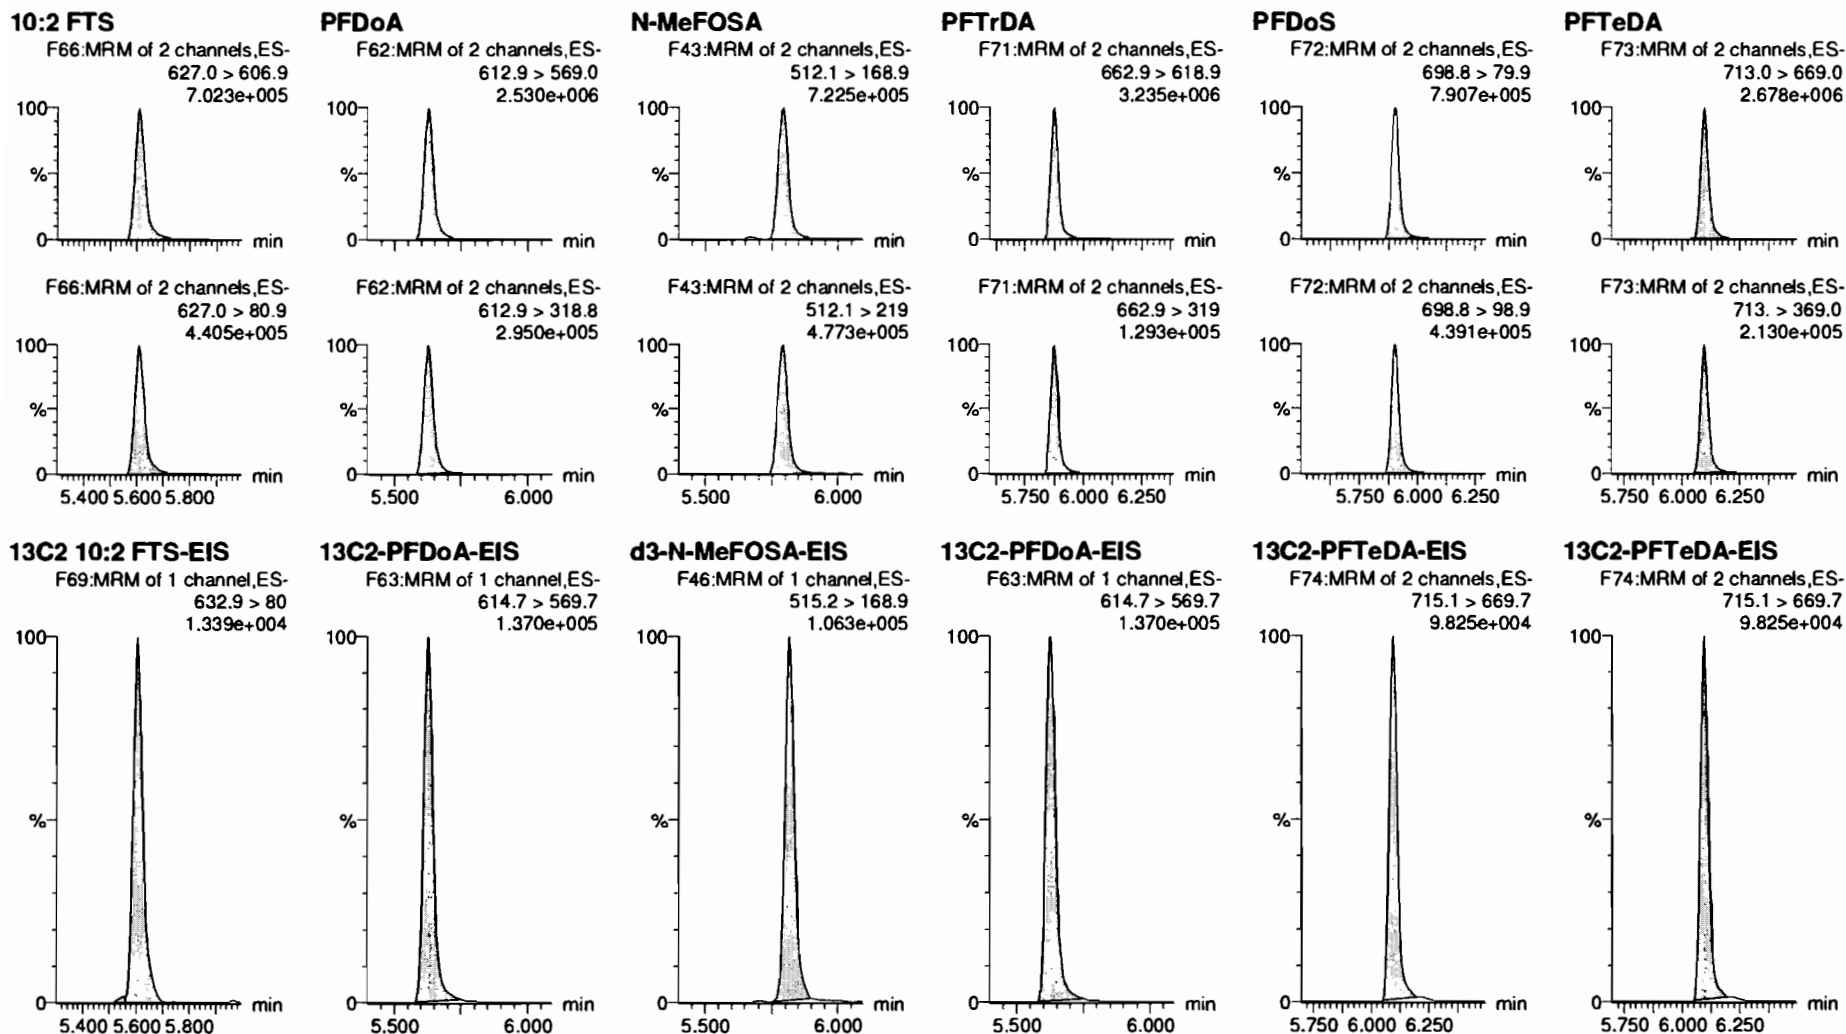 10:2 FTS
F66:MRM of 2 channels,ES-
627.0 > 606.9
7.023e+005
100
%
0
min
PFDoA
F62:MRM of 2 channels,ES-
612.9 > 569.0
2.530e+006
100
%
0
min
N-MeFOSA
F43:MRM of 2 channels,ES-
512.1 > 168.9
7.225e+005
100
%
0
min
PFTrDA
F71:MRM of 2 channels,ES-
662.9 > 618.9
3.235e+006
100
%
0
min
PFDoS
F72:MRM of 2 channels,ES-
698.8 > 79.9
7.907e+005
100
%
0
min
PFTeDA
F73:MRM of 2 channels,ES-
713.0 > 669.0
2.678e+006
100
%
0
min
F66:MRM of 2 channels,ES-
627.0 > 80.9
4.405e+005
100
%
0
min
5.400 5.600 5.800
F62:MRM of 2 channels,ES-
612.9 > 318.8
2.950e+005
100
%
0
min
5.500 6.000
F43:MRM of 2 channels,ES-
512.1 > 219
4.773e+005
100
%
0
min
5.500 6.000
F71:MRM of 2 channels,ES-
662.9 > 319
1.293e+005
100
%
0
min
5.750 6.000 6.250
F72:MRM of 2 channels,ES-
698.8 > 98.9
4.391e+005
100
%
0
min
5.750 6.000 6.250
F73:MRM of 2 channels,ES-
713. > 369.0
2.130e+005
100
%
0
min
5.750 6.000 6.250
13C2 10:2 FTS-EIS
F69:MRM of 1 channel,ES-
632.9 > 80
1.339e+004
100
%
0
min
5.400 5.600 5.800
13C2-PFDoA-EIS
F63:MRM of 1 channel,ES-
614.7 > 569.7
1.370e+005
100
%
0
min
5.500 6.000
d3-N-MeFOSA-EIS
F46:MRM of 1 channel,ES-
515.2 > 168.9
1.063e+005
100
%
0
min
5.500 6.000
13C2-PFDoA-EIS
F63:MRM of 1 channel,ES-
614.7 > 569.7
1.370e+005
100
%
0
min
5.500 6.000
13C2-PFTeDA-EIS
F74:MRM of 2 channels,ES-
715.1 > 669.7
9.825e+004
100
%
0
min
5.750 6.000 6.250
13C2-PFTeDA-EIS
F74:MRM of 2 channels,ES-
715.1 > 669.7
9.825e+004
100
%
0
min
5.750 6.000 6.250